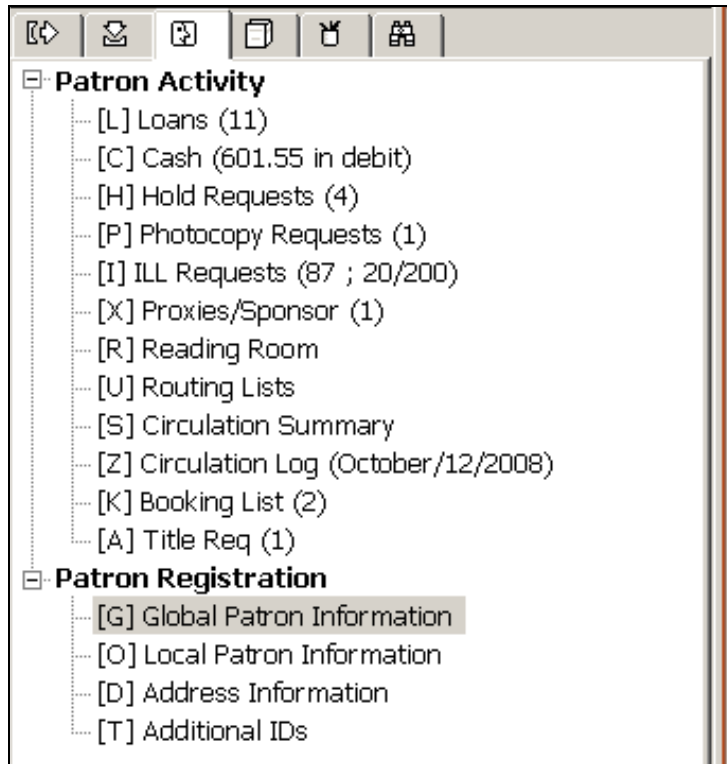 Patron Activity
[L] Loans (11)
[C] Cash (601.55 in debit)
[H] Hold Requests (4)
[P] Photocopy Requests (1)
[I] ILL Requests (87 ; 20/200)
[X] Proxies/Sponsor (1)
[R] Reading Room
[U] Routing Lists
[S] Circulation Summary
[Z] Circulation Log (October/12/2008)
[K] Booking List (2)
[A] Title Req (1)
Patron Registration
[G] Global Patron Information
[O] Local Patron Information
[D] Address Information
[T] Additional IDs